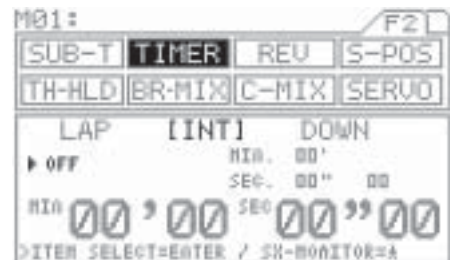 M01: F2
SUB-T TIMER REV S-POS
TH-HLD BR-MIX C-MIX SERVO
LAP [INT] DOWN
▶ OFF MIN. 00'
SEC. 00" 00
MIN 00 ' 00 SEC 00 " 00
>ITEM SELECT=ENTER / SX-MONITOR=